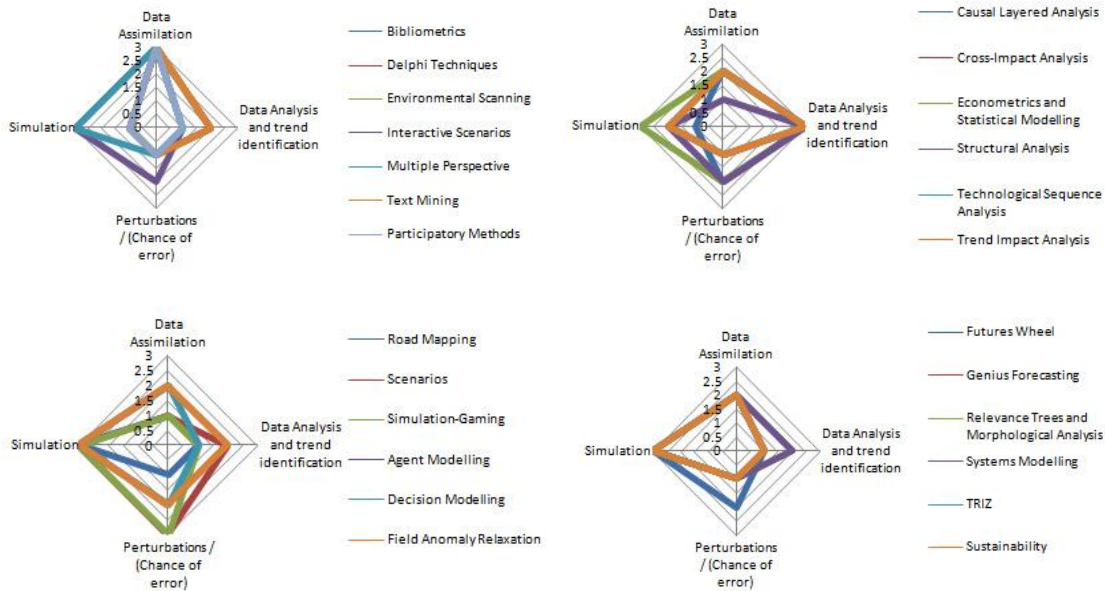 Data
Assimilation
3
2.5
2
1.5
1
0.5
0
Simulation
Data Analysis
and trend
identification
Perturbations
/ (Chance of
error)
Bibliometrics
Delphi Techniques
Environmental Scanning
Interactive Scenarios
Multiple Perspective
Text Mining
Participatory Methods
Data
Assimilation
3
2.5
2
1.5
1
0.5
0
Simulation
Data Analysis
and trend
identification
Perturbations
/ (Chance of
error)
Causal Layered Analysis
Cross-Impact Analysis
Econometrics and
Statistical Modelling
Structural Analysis
Technological Sequence
Analysis
Trend Impact Analysis
Data
Assimilation
3
2.5
2
1.5
1
0.5
0
Simulation
Data Analysis
and trend
identification
Perturbations /
(Chance of
error)
Road Mapping
Scenarios
Simulation-Gaming
Agent Modelling
Decision Modelling
Field Anomaly Relaxation
Data
Assimilation
3
2.5
2
1.5
1
0.5
0
Simulation
Data Analysis
and trend
identification
Perturbations
/ (Chance of
error)
Futures Wheel
Genius Forecasting
Relevance Trees and
Morphological Analysis
Systems Modelling
TRIZ
Sustainability